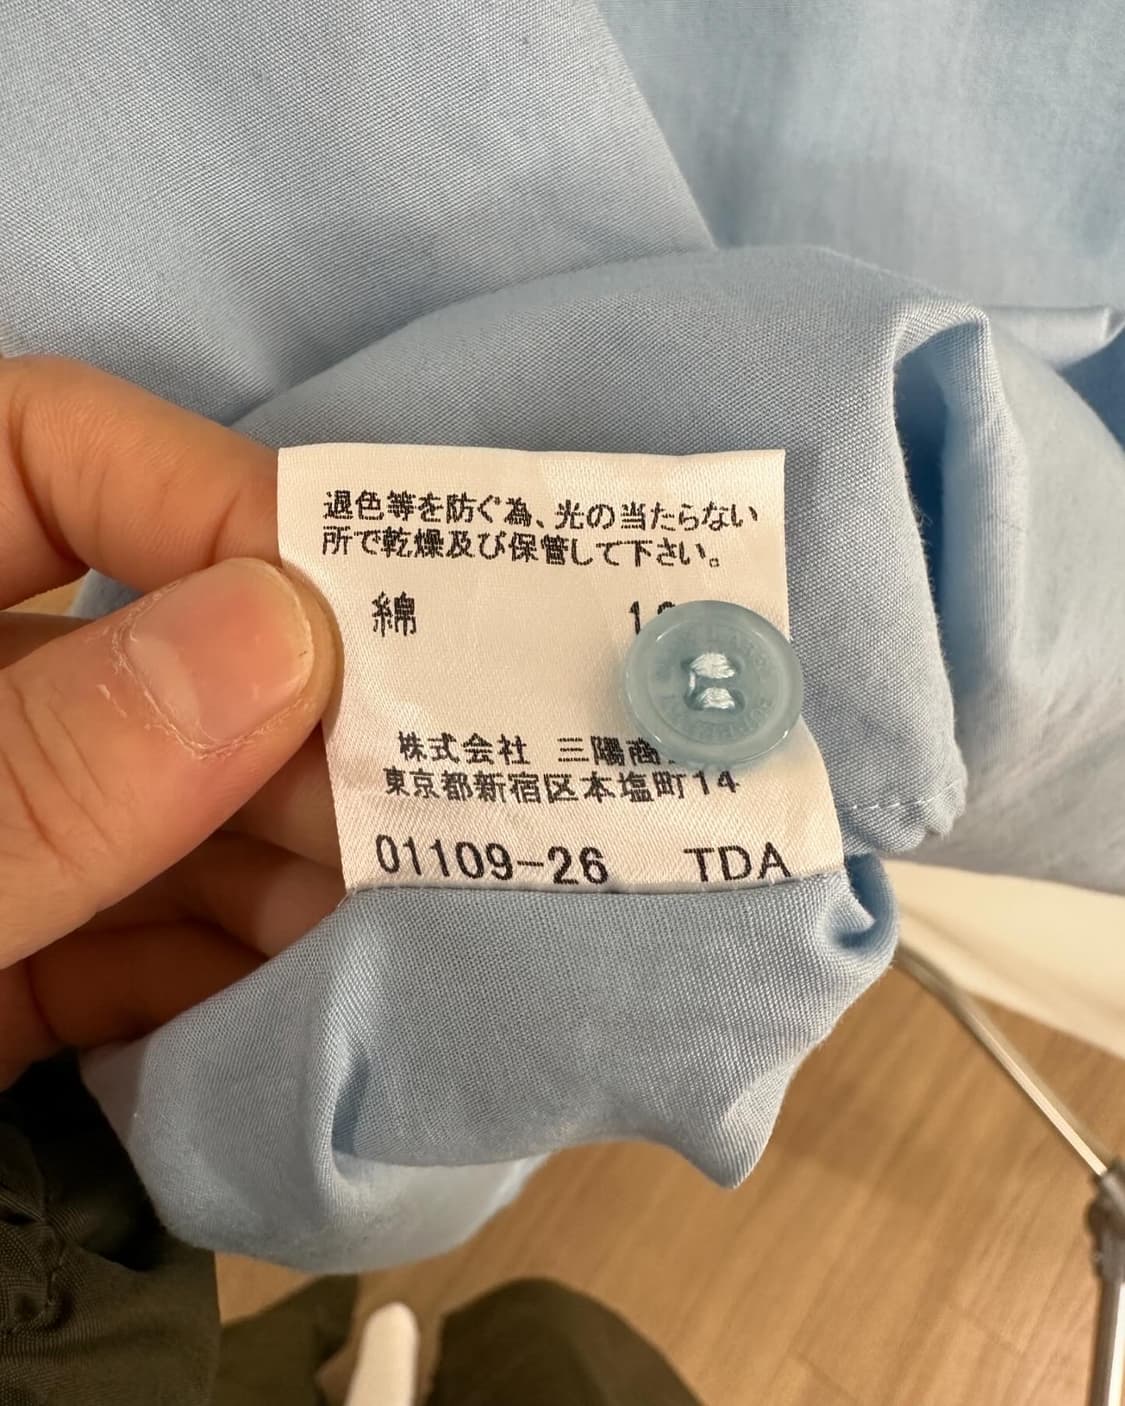 退色等を防ぐ為、光の当たらない
所で乾燥及び保管して下さい。
綿
株式会社 三陽商
東京都新宿区本塩町14
01109-26 TDA